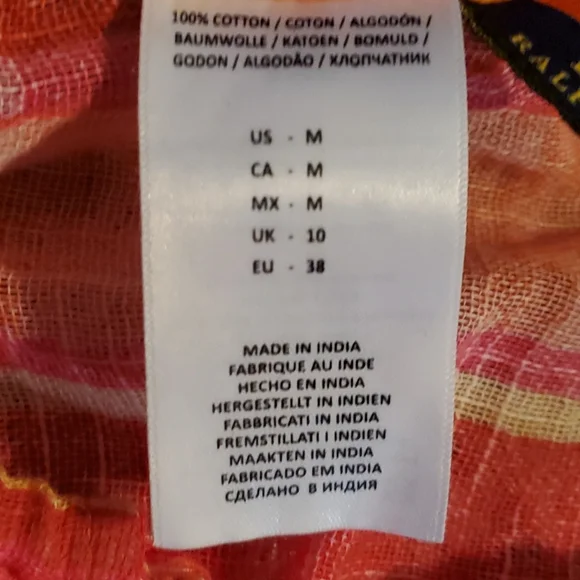 100% COTTON / COTON / ALGODÓN /
BAUMWOLLE / KATOEN / BOMULD /
GODON / ALGODÃO / ХЛОПЧАТНИК
US - M
CA - M
MX - M
UK - 10
EU - 38
MADE IN INDIA
FABRIQUE AU INDE
HECHO EN INDIA
HERGESTELLT IN INDIEN
FABBRICATI IN INDIA
FREMSTILLATI I INDIEN
MAAKTEN IN INDIA
FABRICADO EM INDIA
СДЕЛАНО В ИНДИЯ